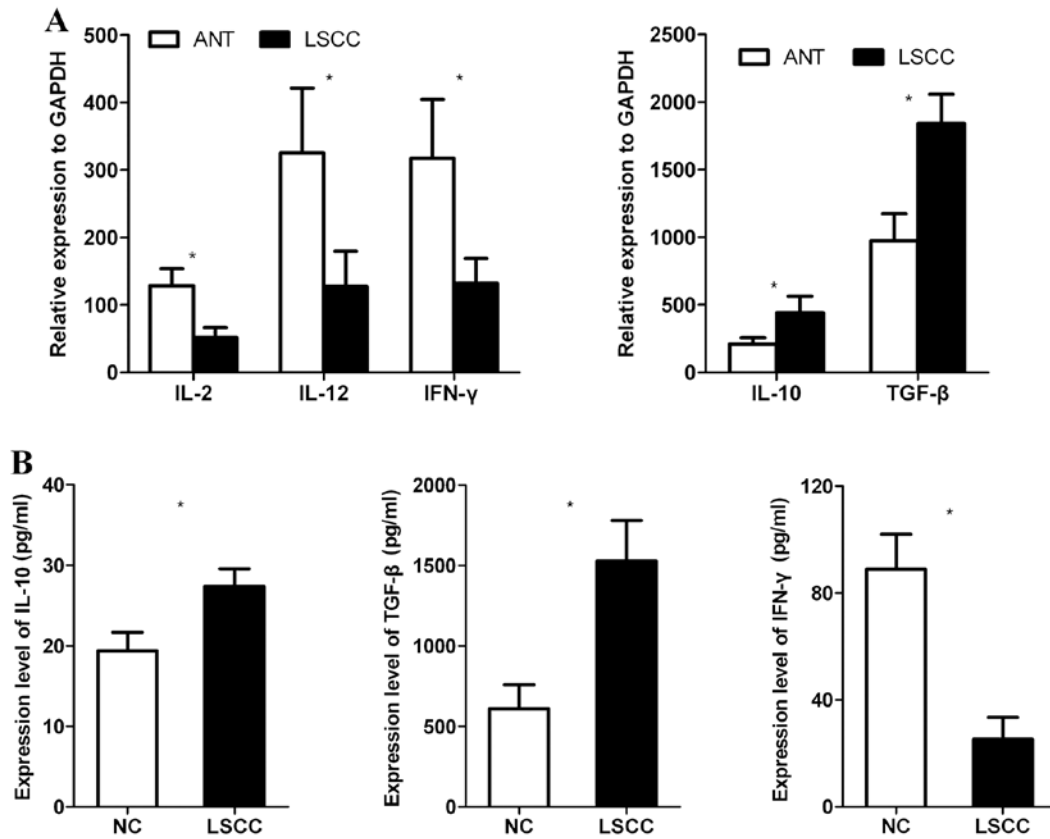 A
Relative expression to GAPDH
500
400
300
200
100
0
ANT LSCC
*
*
*
IL-2 IL-12 IFN-γ
Relative expression to GAPDH
2500
2000
1500
1000
500
0
ANT LSCC
*
*
IL-10 TGF-β
B
Expression level of IL-10 (pg/ml)
40
30
20
10
0
*
NC LSCC
Expression level of TGF-β (pg/ml)
2000
1500
1000
500
0
*
NC LSCC
Expression level of IFN-γ (pg/ml)
120
80
40
0
*
NC LSCC